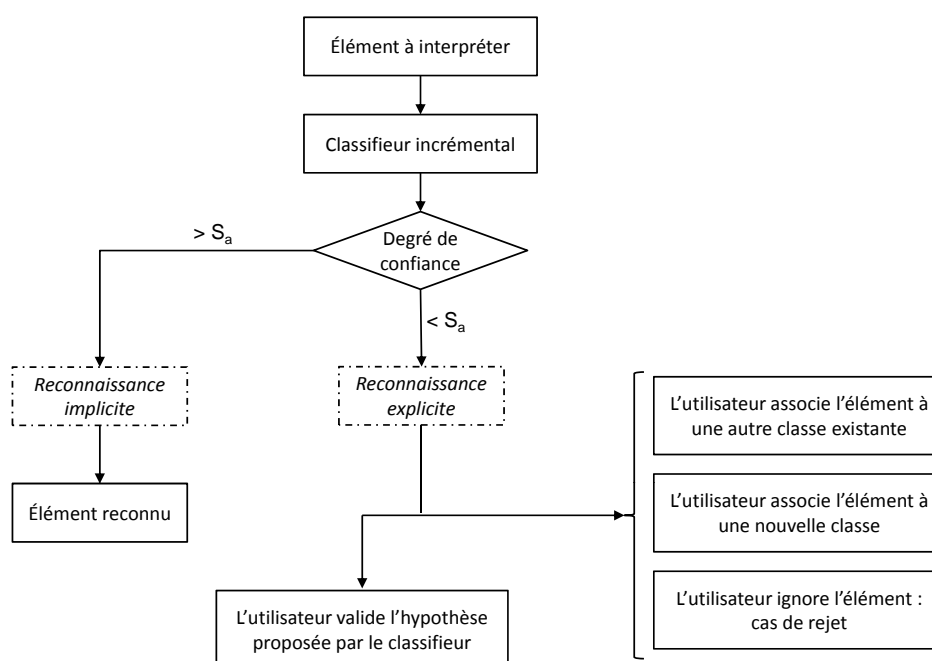 Élément à interpréter
Classifieur incrémental
> Sa
Degré de
confiance
< Sa
Reconnaissance
implicite
Reconnaissance
explicite
L'utilisateur associe l'élément à
une autre classe existante
Élément reconnu
L'utilisateur associe l'élément à
une nouvelle classe
L'utilisateur valide l'hypothèse
proposée par le classifieur
L'utilisateur ignore l'élément :
cas de rejet